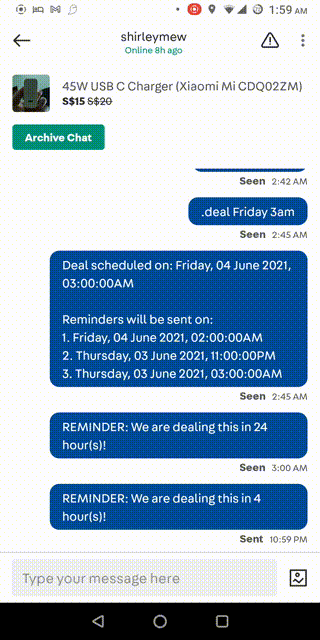 1:59 AM
shirleymew
Online 8h ago
45W USB C Charger (Xiaomi Mi CDQ02ZM)
S$15 S$20
Archive Chat
Seen 2:42 AM
.deal Friday 3am
Seen 2:45 AM
Deal scheduled on: Friday, 04 June 2021,
03:00:00AM
Reminders will be sent on:
1. Friday, 04 June 2021, 02:00:00AM
2. Thursday, 03 June 2021, 11:00:00PM
3. Thursday, 03 June 2021, 03:00:00AM
Seen 2:45 AM
REMINDER: We are dealing this in 24
hour(s)!
Seen 3:00 AM
REMINDER: We are dealing this in 4
hour(s)!
Sent 10:59 PM
Type your message here